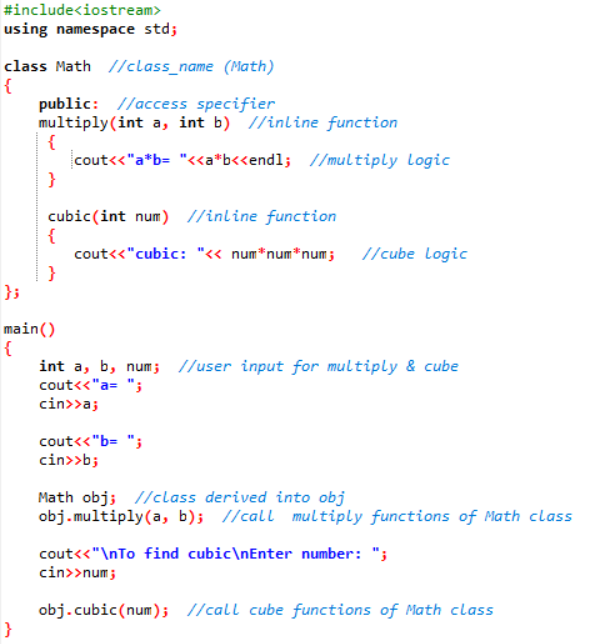 #include<iostream>
using namespace std;
class Math  //class_name (Math)
{
    public:  //access specifier
    multiply(int a, int b)  //inline function
     {
        cout<<"a*b= "<<a*b<<endl;  //multiply logic
     }
     cubic(int num)  //inline function
     {
        cout<<"cubic: "<< num*num*num;   //cube logic
     }
};
main()
{
    int a, b, num;  //user input for multiply & cube
    cout<<"a= ";
    cin>>a;
    cout<<"b= ";
    cin>>b;
    Math obj;  //class derived into obj
    obj.multiply(a, b);  //call  multiply functions of Math class
    cout<<"\nTo find cubic\nEnter number: ";
    cin>>num;
    obj.cubic(num);  //call cube functions of Math class
}